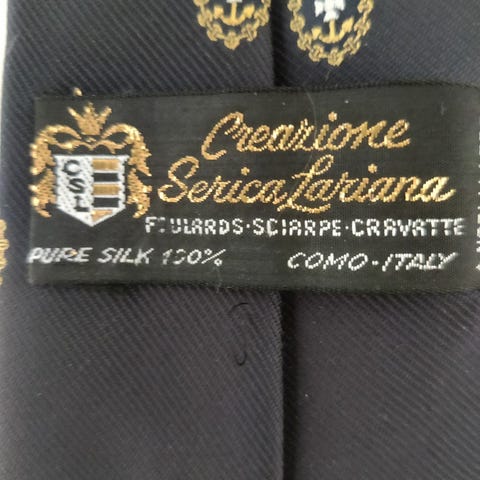 Creazione
CSL
Serica Lariana
FOULARDS·SCIARPE·CRAVATTE
PURE SILK 100% COMO-ITALY